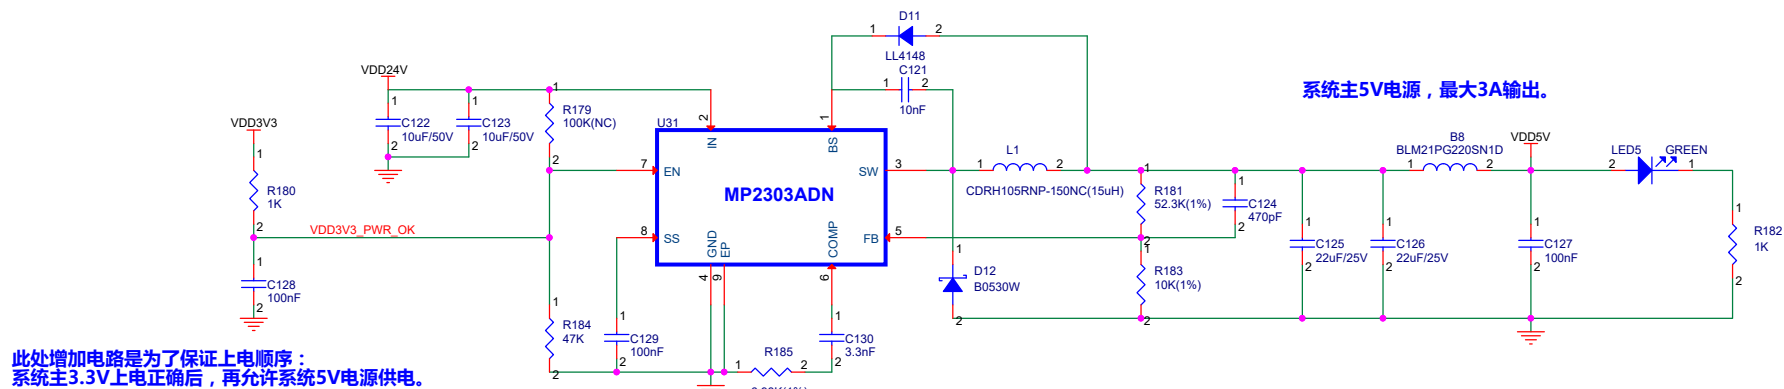 D11
1
2
LL4148
C121
1
2
10nF
系统主5V电源，最大3A输出。
VDD24V
1
C122
10uF/50V
2
1
C123
10uF/50V
2
1
R179
100K(NC)
2
VDD3V3
1
R180
1K
2
VDD3V3_PWR_OK
1
C128
100nF
2
U31
2
IN
1
BS
7
EN
8
SS
MP2303ADN
GND
EP
COMP
4
9
6
SW
3
FB
5
L1
1
2
CDRH105RNP-150NC(15uH)
1
R181
52.3K(1%)
2
1
C124
470pF
2
1
D12
B0530W
2
1
R183
10K(1%)
2
1
C125
22uF/25V
2
1
C126
22uF/25V
2
B8
BLM21PG220SN1D
1
2
VDD5V
1
C127
100nF
2
LED5
GREEN
2
1
1
R182
1K
2
1
R184
47K
2
1
C129
100nF
2
R185
1
2
1
C130
3.3nF
2
此处增加电路是为了保证上电顺序：
系统主3.3V上电正确后，再允许系统5V电源供电。